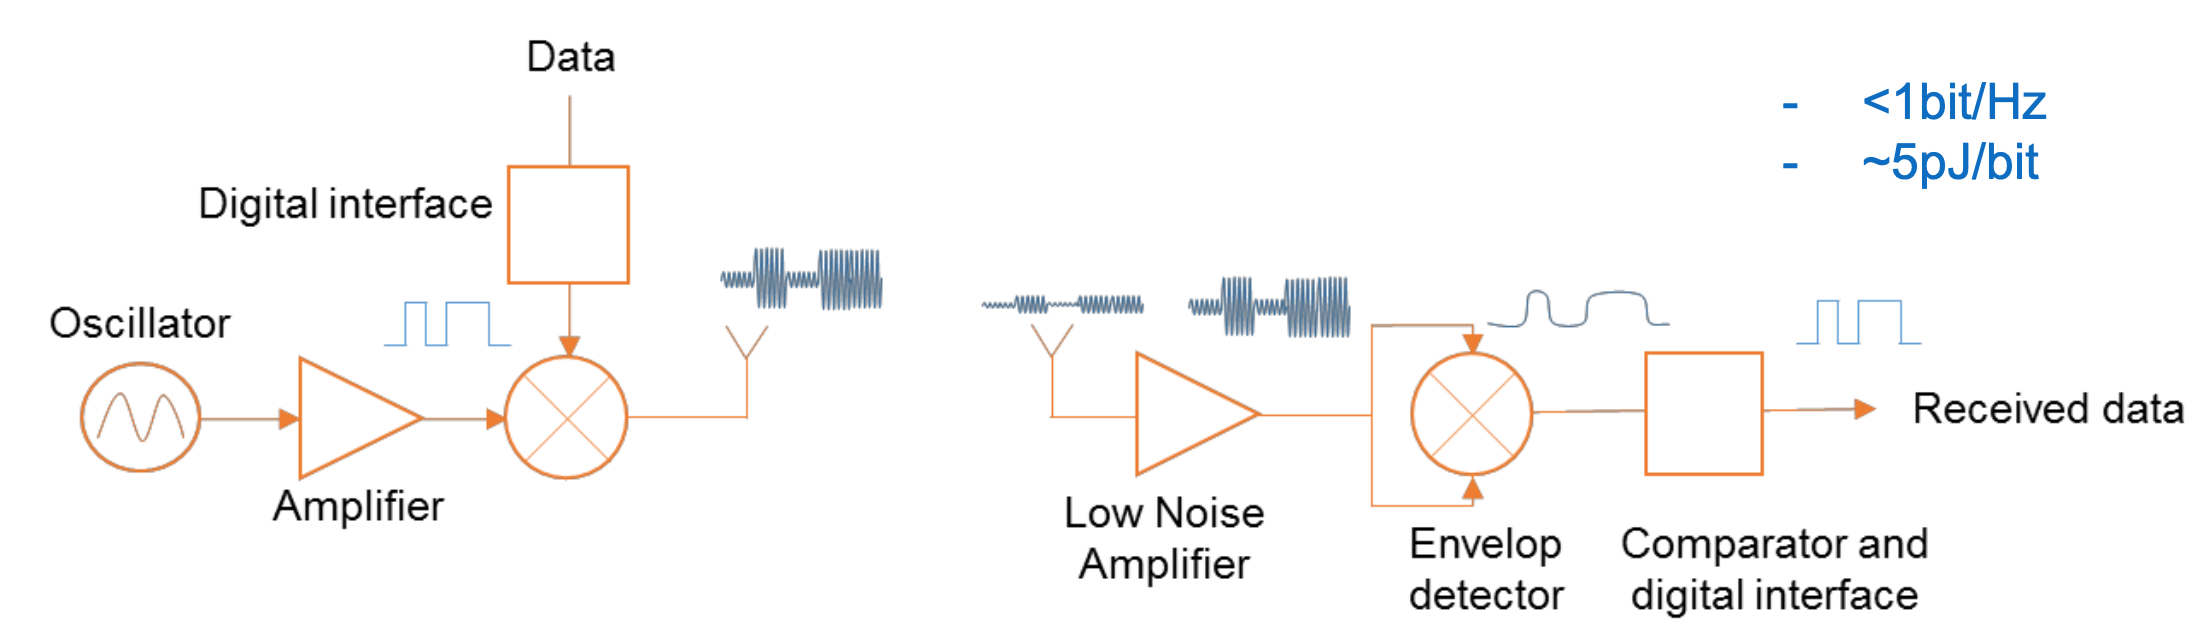 Data
- <1bit/Hz
- ~5pJ/bit
Digital interface
Oscillator
Received data
Amplifier
Low Noise
Amplifier
Envelop
detector
Comparator and
digital interface